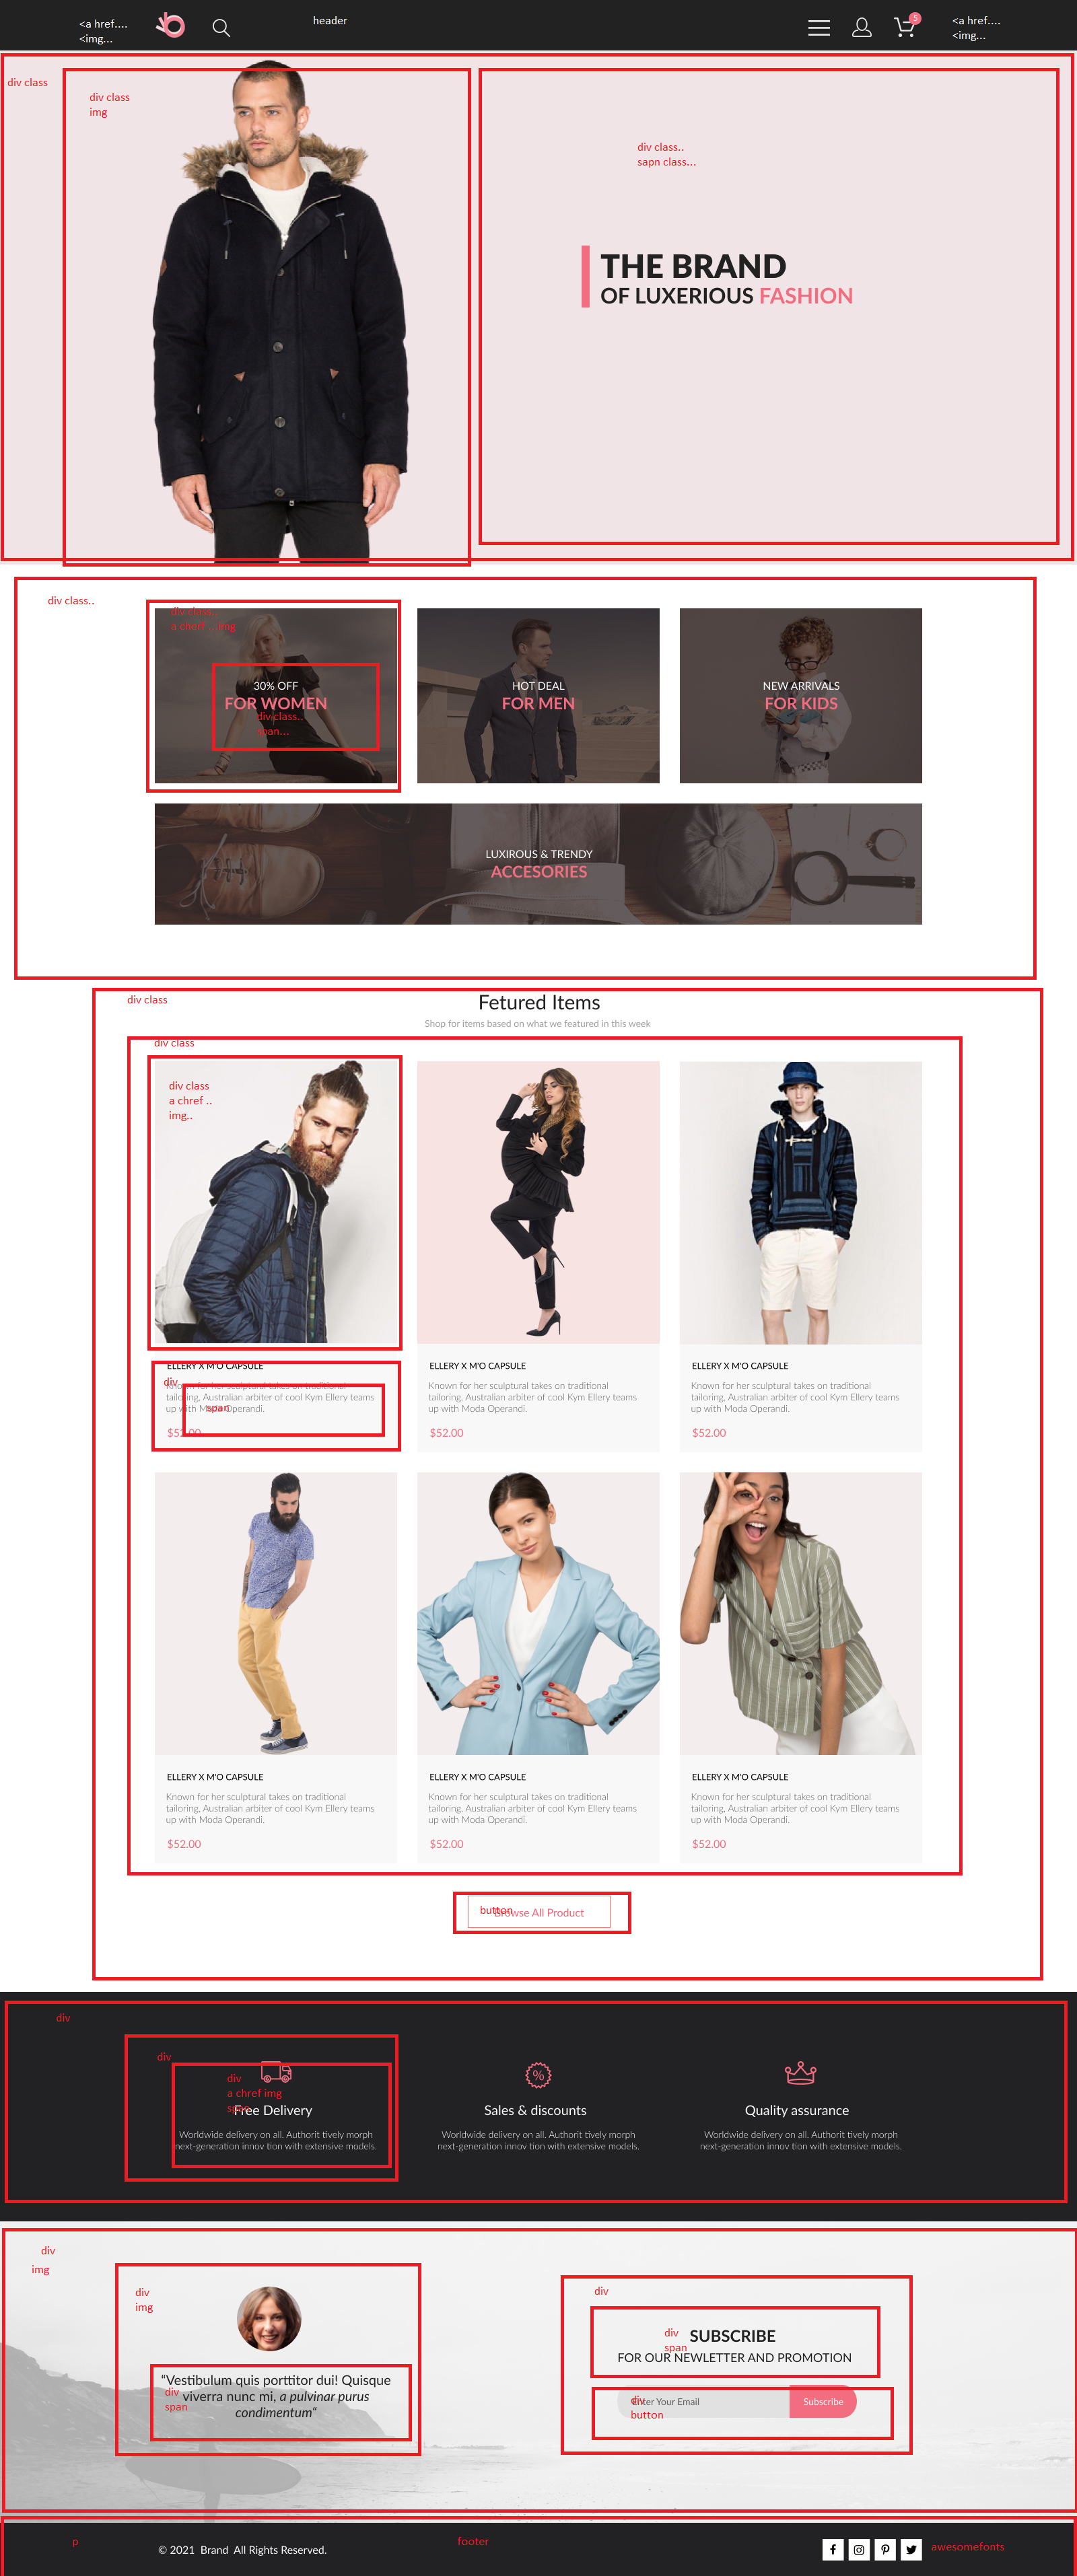 <a href....
<img...
header
5
<a href....
<img...
div class
div class
img
div class..
sapn class...
THE BRAND
OF LUXERIOUS FASHION
div class..
div class..
a cherf ...img
30% OFF
FOR WOMEN
div class..
span...
HOT DEAL
FOR MEN
NEW ARRIVALS
FOR KIDS
LUXIROUS & TRENDY
ACCESORIES
div class
Fetured Items
Shop for items based on what we featured in this week
div class
div class
a chref ..
img..
ELLERY X M'O CAPSULE
div
Known for her sculptural takes on traditional
tailoring, Australian arbiter of cool Kym Ellery teams
up with Moda Operandi.
span
$52.00
ELLERY X M'O CAPSULE
Known for her sculptural takes on traditional
tailoring, Australian arbiter of cool Kym Ellery teams
up with Moda Operandi.
$52.00
ELLERY X M'O CAPSULE
Known for her sculptural takes on traditional
tailoring, Australian arbiter of cool Kym Ellery teams
up with Moda Operandi.
$52.00
ELLERY X M'O CAPSULE
Known for her sculptural takes on traditional
tailoring, Australian arbiter of cool Kym Ellery teams
up with Moda Operandi.
$52.00
ELLERY X M'O CAPSULE
Known for her sculptural takes on traditional
tailoring, Australian arbiter of cool Kym Ellery teams
up with Moda Operandi.
$52.00
ELLERY X M'O CAPSULE
Known for her sculptural takes on traditional
tailoring, Australian arbiter of cool Kym Ellery teams
up with Moda Operandi.
$52.00
button
Browse All Product
div
div
div
a chref img
span
Free Delivery
Worldwide delivery on all. Authorit tively morph
next-generation innov tion with extensive models.
%
Sales & discounts
Worldwide delivery on all. Authorit tively morph
next-generation innov tion with extensive models.
Quality assurance
Worldwide delivery on all. Authorit tively morph
next-generation innov tion with extensive models.
div
img
div
img
“Vestibulum quis porttitor dui! Quisque
viverra nunc mi, a pulvinar purus
condimentum“
div
span
div
div
span
SUBSCRIBE
FOR OUR NEWLETTER AND PROMOTION
div
button
Enter Your Email
Subscribe
p
© 2021 Brand All Rights Reserved.
footer
awesomefonts